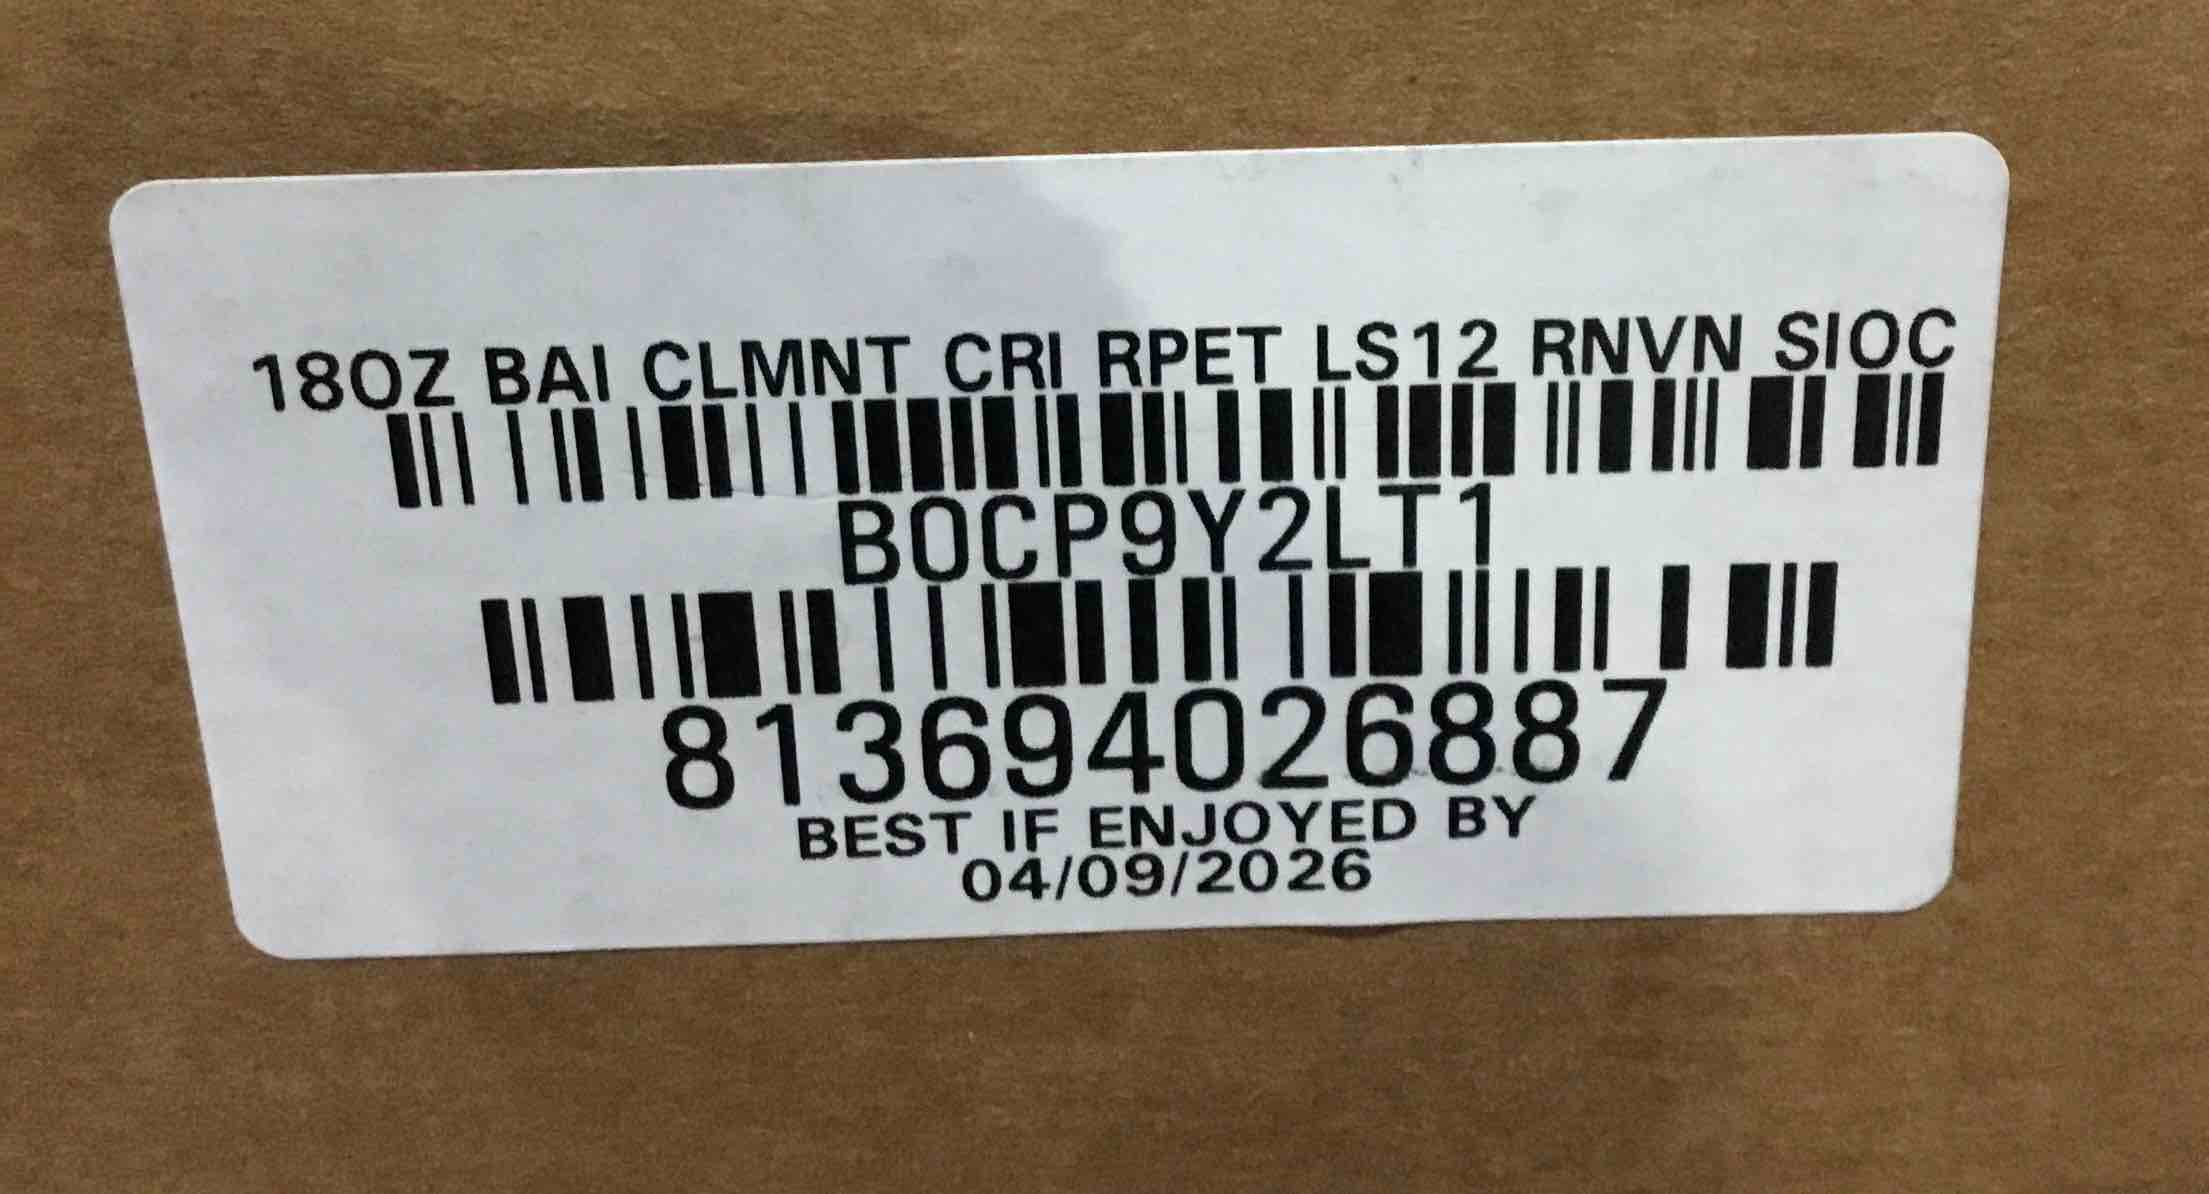 18OZ BAI CLMNT CRI RPET LS12 RNVN SIOC
B0CP9Y2LT1
813694026887
BEST IF ENJOYED BY
04/09/2026